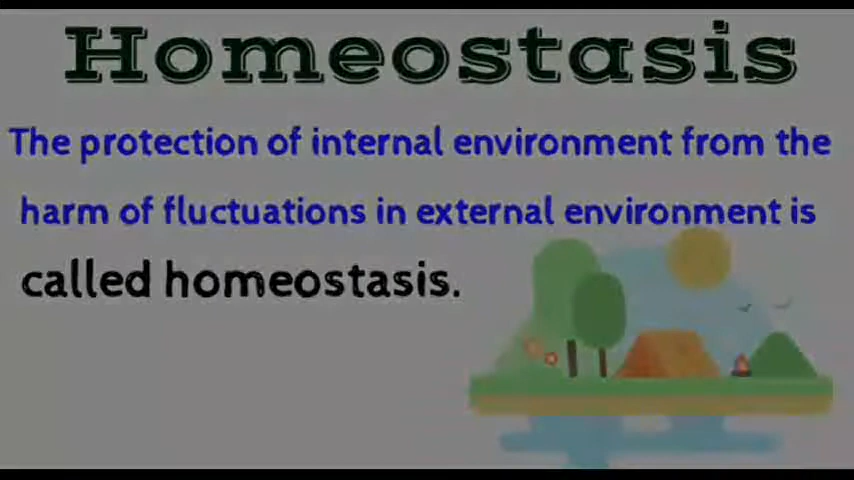 Homeostasis
The protection of internal environment from the
harm of fluctuations in external environment is
called homeostasis.